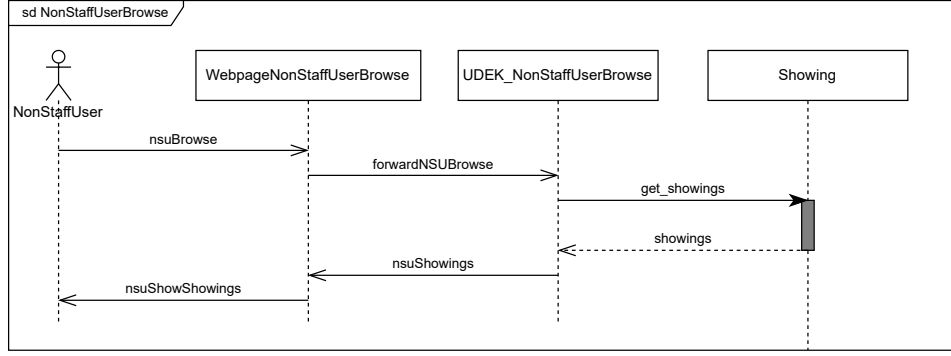 sd NonStaffUserBrowse
WebpageNonStaffUserBrowse
UDEK_NonStaffUserBrowse
Showing
NonStaffUser
nsuBrowse
forwardNSUBrowse
get_showings
showings
nsuShowings
nsuShowShowings